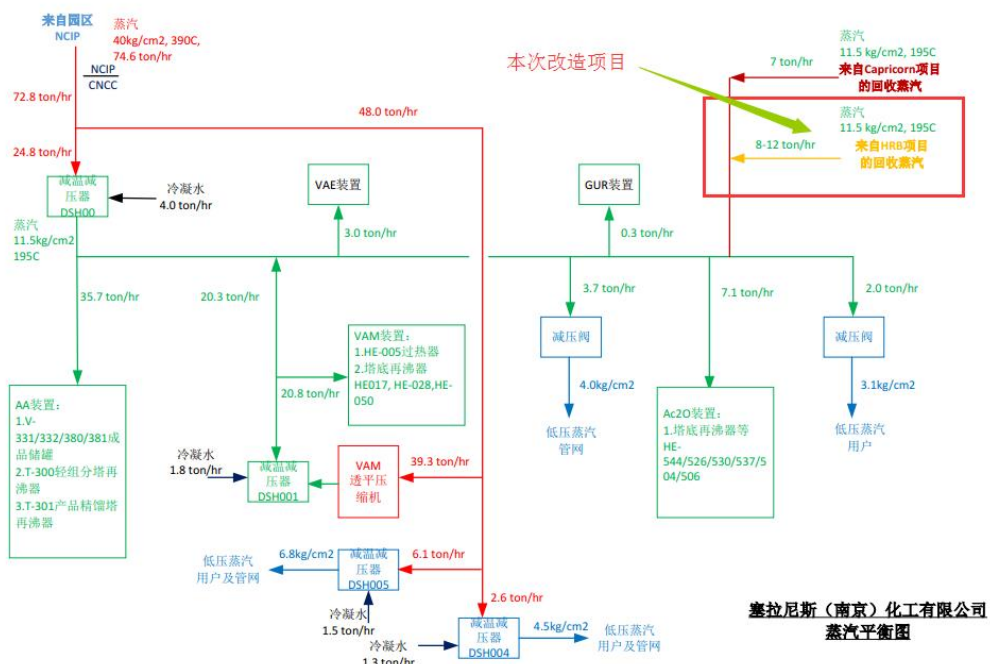 来自园区
NCIP
蒸汽
40kg/cm2, 390C,
74.6 ton/hr
NCIP
CNCC
72.8 ton/hr
48.0 ton/hr
24.8 ton/hr
减温减
压器
DSH00
冷凝水
4.0 ton/hr
蒸汽
11.5kg/cm2
195C
VAE装置
3.0 ton/hr
GUR装置
0.3 ton/hr
本次改造项目
蒸汽
11.5 kg/cm2, 195C
7 ton/hr
来自Capricorn项目
的回收蒸汽
蒸汽
11.5 kg/cm2, 195C
8-12 ton/hr
来自HRB项目
的回收蒸汽
35.7 ton/hr
20.3 ton/hr
3.7 ton/hr
7.1 ton/hr
2.0 ton/hr
VAM装置：
1.HE-005过热器
2.塔底再沸器
HE017, HE-028,HE-
050
20.8 ton/hr
减压阀
4.0kg/cm2
低压蒸汽
管网
减压阀
3.1kg/cm2
低压蒸汽
用户
AA装置：
1.V-
331/332/380/381成
品储罐
2.T-300轻组分塔再
沸器
3.T-301产品精馏塔
再沸器
Ac2O装置：
1.塔底再沸器等
HE-
544/526/530/537/5
04/506
冷凝水
1.8 ton/hr
减温减
压器
DSH001
VAM
透平压
缩机
39.3 ton/hr
低压蒸汽
用户及管网
6.8kg/cm2
减温减
压器
DSH005
6.1 ton/hr
冷凝水
1.5 ton/hr
2.6 ton/hr
冷凝水
1.3 ton/hr
减温减
压器
DSH004
4.5kg/cm2
低压蒸汽
用户及管网
塞拉尼斯（南京）化工有限公司
蒸汽平衡图